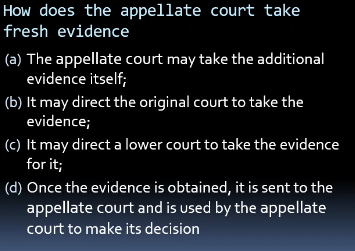 How does the appellate court take
fresh evidence
(a) The appellate court may take the additional
evidence itself;
(b) It may direct the original court to take the
evidence;
(c) It may direct a lower court to take the evidence
for it;
(d) Once the evidence is obtained, it is sent to the
appellate court and is used by the appellate
court to make its decision